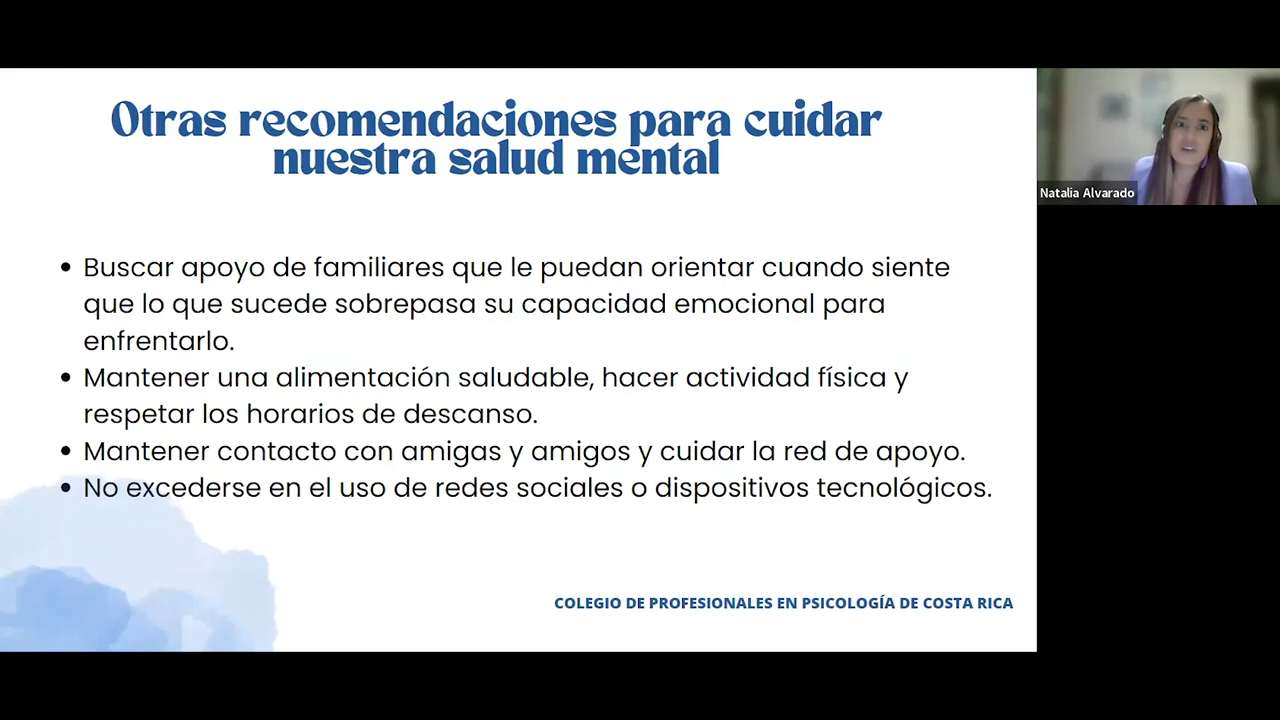 Otras recomendaciones para cuidar
nuestra salud mental
Natalia Alvarado
• Buscar apoyo de familiares que le puedan orientar cuando siente
que lo que sucede sobrepasa su capacidad emocional para
enfrentarlo.
• Mantener una alimentación saludable, hacer actividad física y
respetar los horarios de descanso.
• Mantener contacto con amigas y amigos y cuidar la red de apoyo.
• No excederse en el uso de redes sociales o dispositivos tecnológicos.
COLEGIO DE PROFESIONALES EN PSICOLOGÍA DE COSTA RICA